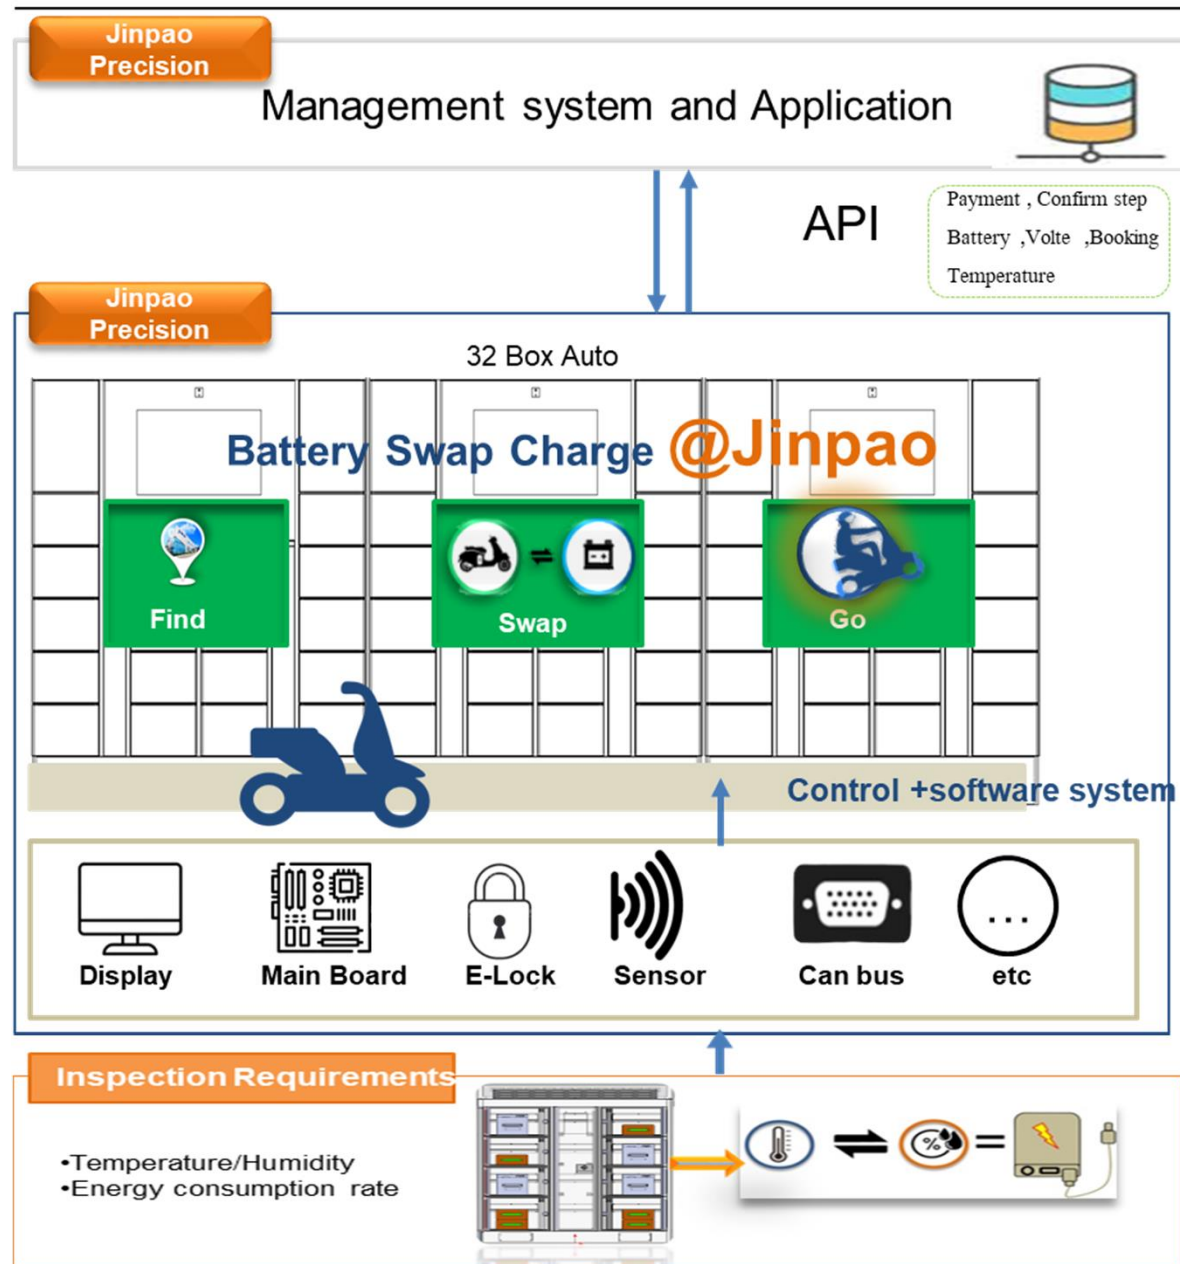 Jinpao
Precision
Management system and Application
API
Payment , Confirm step
Battery ,Volte ,Booking
Temperature
Jinpao
Precision
32 Box Auto
Battery Swap Charge @Jinpao
Find
Swap
Go
Control +software system
Display
Main Board
E-Lock
Sensor
Can bus
...
etc
Inspection Requirements
•Temperature/Humidity
•Energy consumption rate
%
=